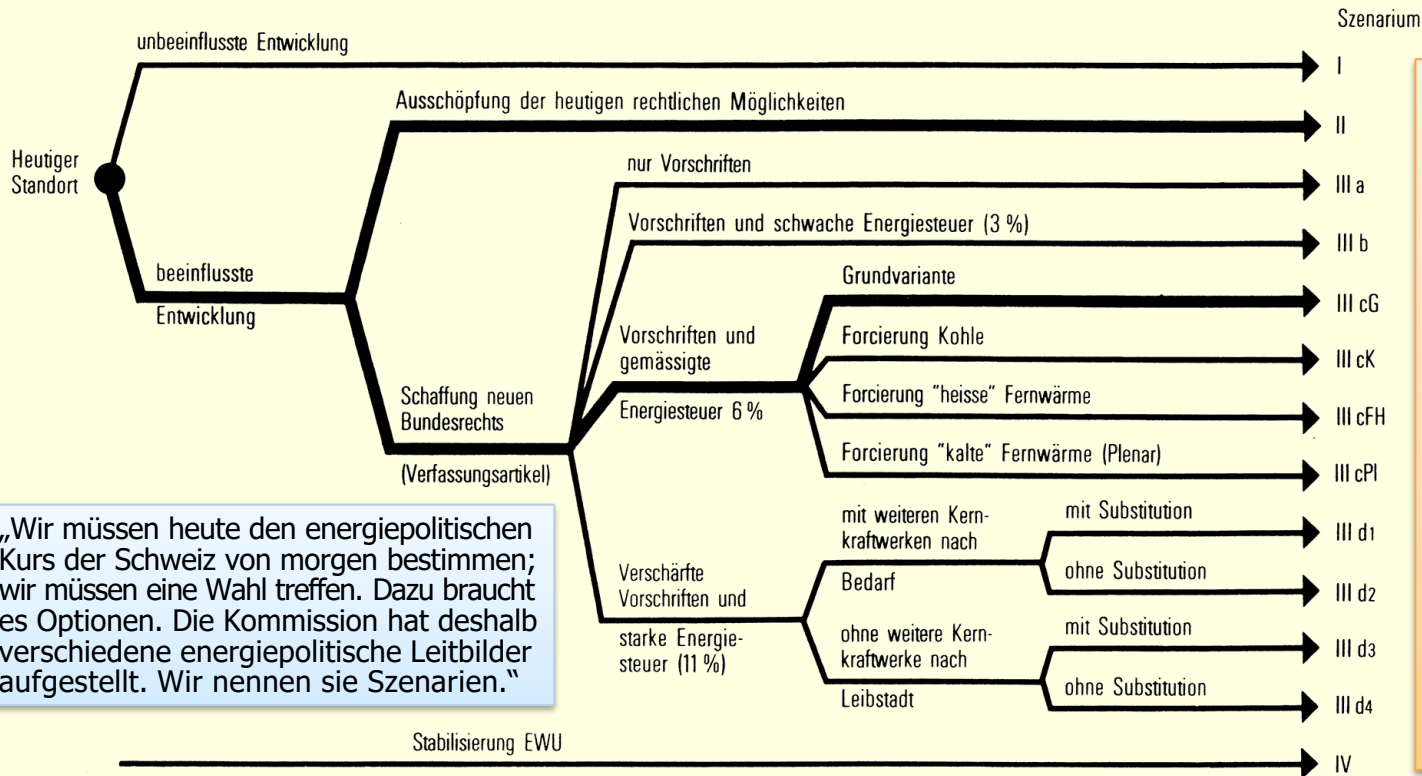 Szenarium
unbeeinflusste Entwicklung
I
Ausschöpfung der heutigen rechtlichen Möglichkeiten
II
Heutiger
Standort
nur Vorschriften
III a
Vorschriften und schwache Energiesteuer (3 %)
III b
beeinflusste
Entwicklung
Grundvariante
III cG
Vorschriften und
gemässigte
Energiesteuer 6 %
Forcierung Kohle
III cK
Forcierung "heisse" Fernwärme
III cFH
Forcierung "kalte" Fernwärme (Plenar)
III cPl
Schaffung neuen
Bundesrechts
(Verfassungsartikel)
Verschärfte
Vorschriften und
starke Energie-
steuer (11 %)
mit weiteren Kern-
kraftwerken nach
Bedarf
mit Substitution
III d1
ohne Substitution
III d2
ohne weitere Kern-
kraftwerke nach
Leibstadt
mit Substitution
III d3
ohne Substitution
III d4
„Wir müssen heute den energiepolitischen
Kurs der Schweiz von morgen bestimmen;
wir müssen eine Wahl treffen. Dazu braucht
es Optionen. Die Kommission hat deshalb
verschiedene energiepolitische Leitbilder
aufgestellt. Wir nennen sie Szenarien.“
Stabilisierung EWU
IV